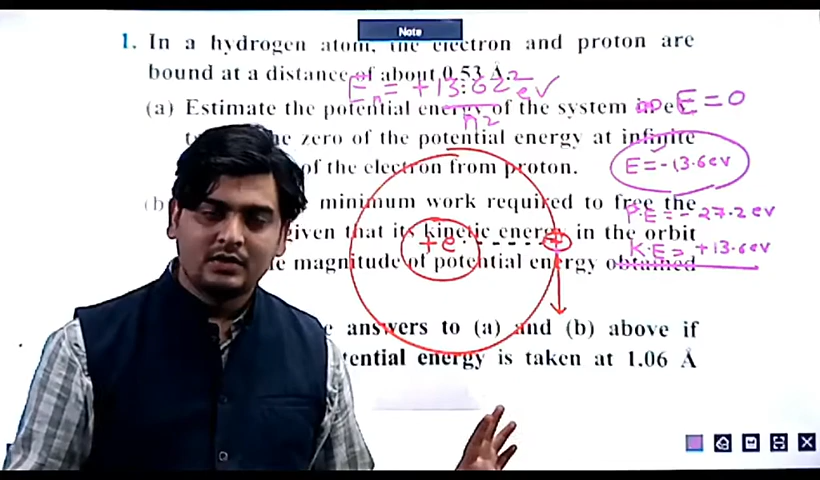 Note
1. In a hydrogen atom, the electron and proton are
bound at a distance of about 0.53 Å.
En = +13.6Z² eV
n²
(a) Estimate the potential energy of the system in eV
E=0
the zero of the potential energy at infinite
of the electron from proton.
E=-13.6ev
(b
minimum work required to free the
P.E=-27.2 eV
given that its kinetic energy in the orbit
+e
K.E= +13.6eV
magnitude of potential energy obtained
answers to (a) and (b) above if
potential energy is taken at 1.06 Å